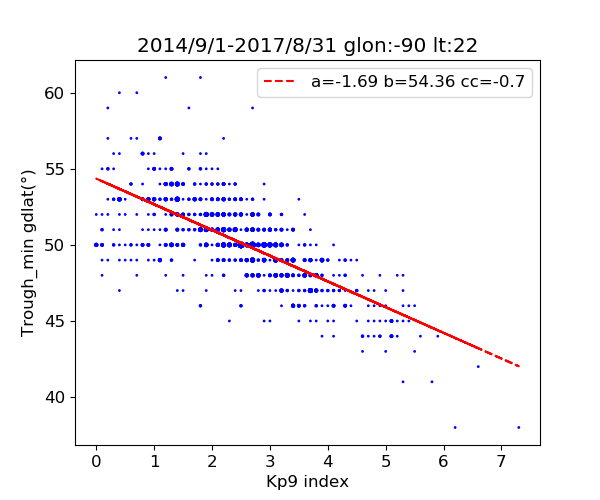 2014/9/1-2017/8/31 glon:-90 lt:22
a=-1.69 b=54.36 cc=-0.7
Trough_min gdlat(°)
60
55
50
45
40
0 1 2 3 4 5 6 7
Kp9 index